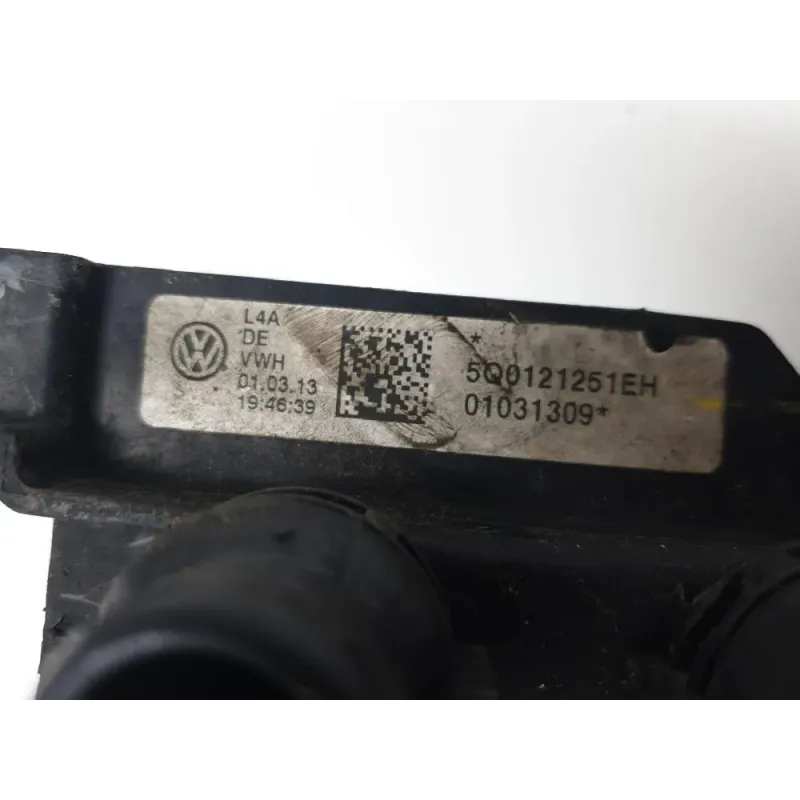 L4A
DE
VWH
01.03.13
19:46:39
*
5Q0121251EH
01031309*